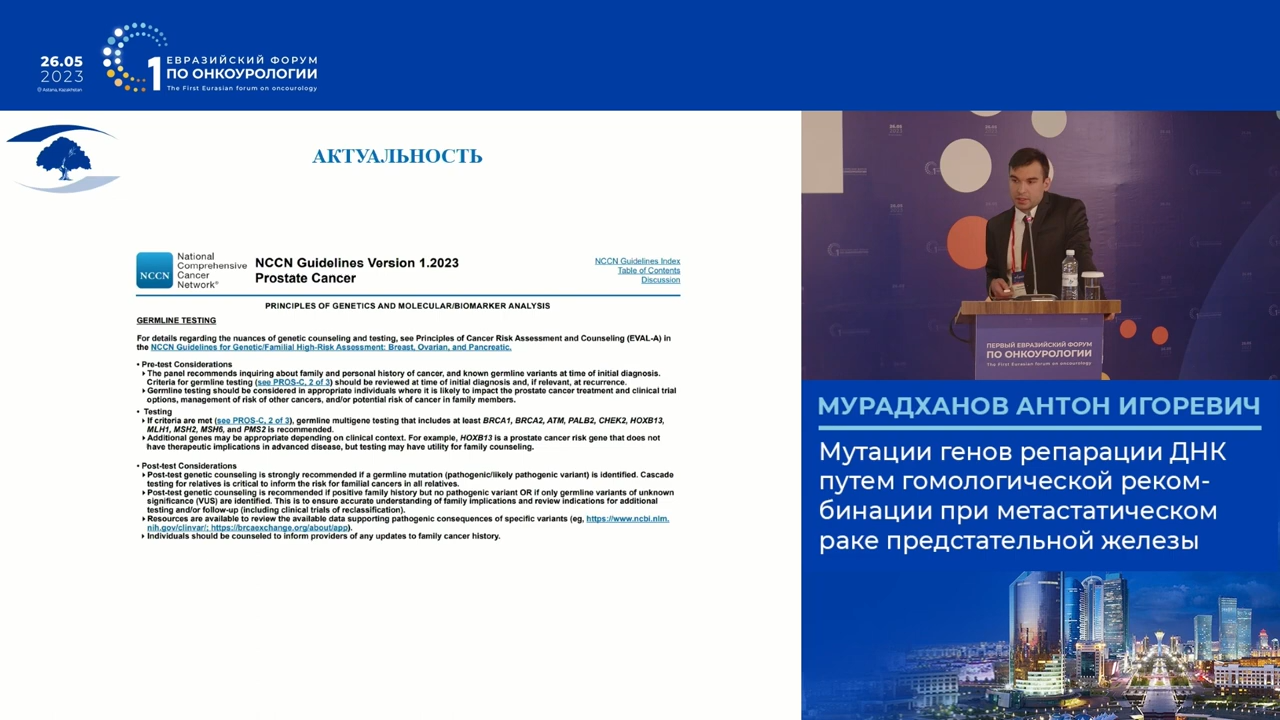 26.05
2023
Astana, Kazakhstan
1
ЕВРАЗИЙСКИЙ ФОРУМ
ПО ОНКОУРОЛОГИИ
The First Eurasian forum on oncourology
АКТУАЛЬНОСТЬ
NCCN
National
Comprehensive
Cancer
Network®
NCCN Guidelines Version 1.2023
Prostate Cancer
NCCN Guidelines Index
Table of Contents
Discussion
PRINCIPLES OF GENETICS AND MOLECULAR/BIOMARKER ANALYSIS
GERMLINE TESTING
For details regarding the nuances of genetic counseling and testing, see Principles of Cancer Risk Assessment and Counseling (EVAL-A) in
the NCCN Guidelines for Genetic/Familial High-Risk Assessment: Breast, Ovarian, and Pancreatic.
• Pre-test Considerations
The panel recommends inquiring about family and personal history of cancer, and known germline variants at time of initial diagnosis.
Criteria for germline testing (see PROS-C, 2 of 3) should be reviewed at time of initial diagnosis and, if relevant, at recurrence.
Germline testing should be considered in appropriate individuals where it is likely to impact the prostate cancer treatment and clinical trial
options, management of risk of other cancers, and/or potential risk of cancer in family members.
• Testing
If criteria are met (see PROS-C, 2 of 3), germline multigene testing that includes at least BRCA1, BRCA2, ATM, PALB2, CHEK2, HOXB13,
MLH1, MSH2, MSH6, and PMS2 is recommended.
Additional genes may be appropriate depending on clinical context. For example, HOXB13 is a prostate cancer risk gene that does not
have therapeutic implications in advanced disease, but testing may have utility for family counseling.
• Post-test Considerations
Post-test genetic counseling is strongly recommended if a germline mutation (pathogenic/likely pathogenic variant) is identified. Cascade
testing for relatives is critical to inform the risk for familial cancers in all relatives.
Post-test genetic counseling is recommended if positive family history but no pathogenic variant OR if only germline variants of unknown
significance (VUS) are identified. This is to ensure accurate understanding of family implications and review indications for additional
testing and/or follow-up (including clinical trials of reclassification).
Resources are available to review the available data supporting pathogenic consequences of specific variants (eg, https://www.ncbi.nlm.
nih.gov/clinvar/; https://brcaexchange.org/about/app).
Individuals should be counseled to inform providers of any updates to family cancer history.
ПЕРВЫЙ ЕВРАЗИЙСКИЙ ФОРУМ
ПО ОНКОУРОЛОГИИ
The First Eurasian forum on oncourology
МУРАДХАНОВ АНТОН ИГОРЕВИЧ
Мутации генов репарации ДНК
путем гомологической реком-
бинации при метастатическом
раке предстательной железы